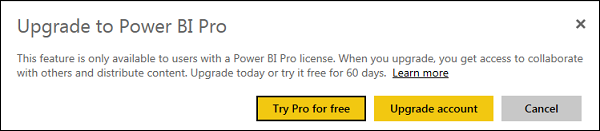 Upgrade to Power BI Pro
This feature is only available to users with a Power BI Pro license. When you upgrade, you get access to collaborate
with others and distribute content. Upgrade today or try it free for 60 days. Learn more
Try Pro for free Upgrade account Cancel